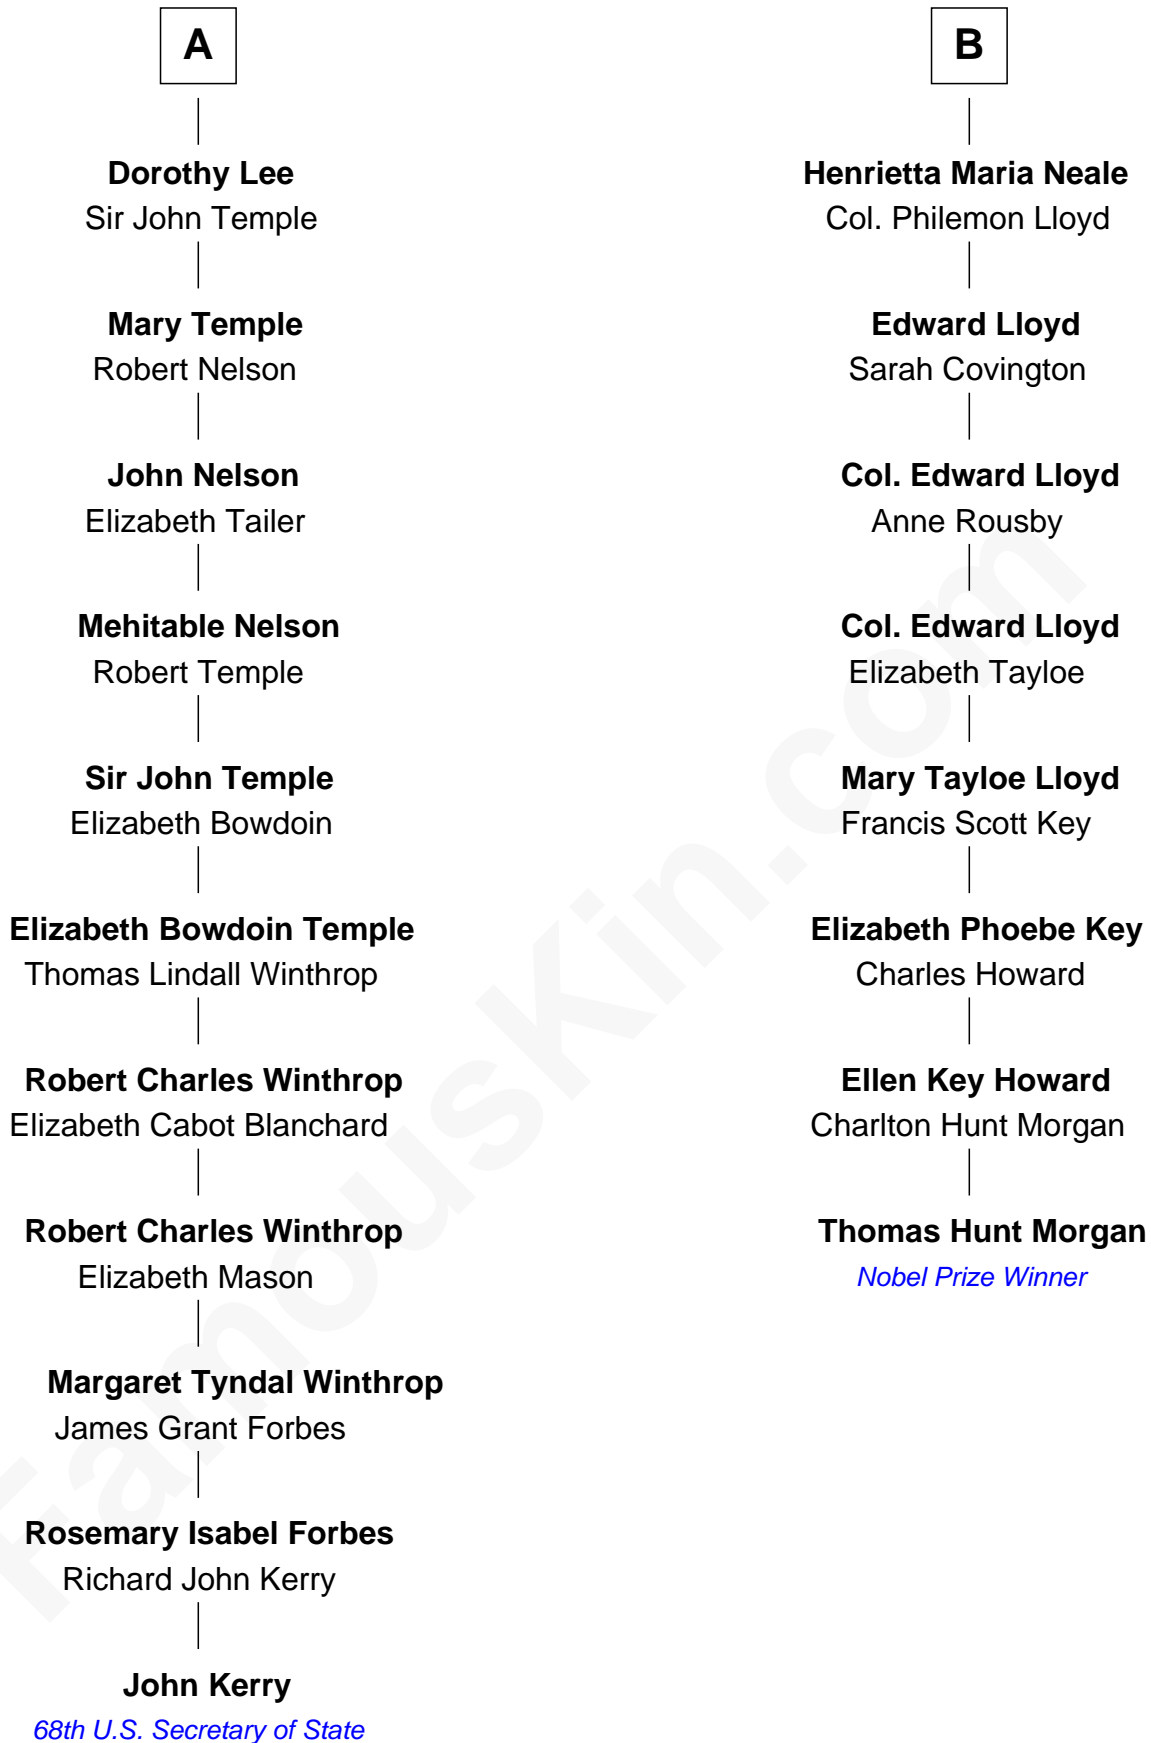 A
Dorothy Lee
Sir John Temple
Mary Temple
Robert Nelson
John Nelson
Elizabeth Tailer
Mehitable Nelson
Robert Temple
Sir John Temple
Elizabeth Bowdoin
Elizabeth Bowdoin Temple
Thomas Lindall Winthrop
Robert Charles Winthrop
Elizabeth Cabot Blanchard
Robert Charles Winthrop
Elizabeth Mason
Margaret Tyndal Winthrop
James Grant Forbes
Rosemary Isabel Forbes
Richard John Kerry
John Kerry
68th U.S. Secretary of State
B
Henrietta Maria Neale
Col. Philemon Lloyd
Edward Lloyd
Sarah Covington
Col. Edward Lloyd
Anne Rousby
Col. Edward Lloyd
Elizabeth Tayloe
Mary Tayloe Lloyd
Francis Scott Key
Elizabeth Phoebe Key
Charles Howard
Ellen Key Howard
Charlton Hunt Morgan
Thomas Hunt Morgan
Nobel Prize Winner
FamousKin.com